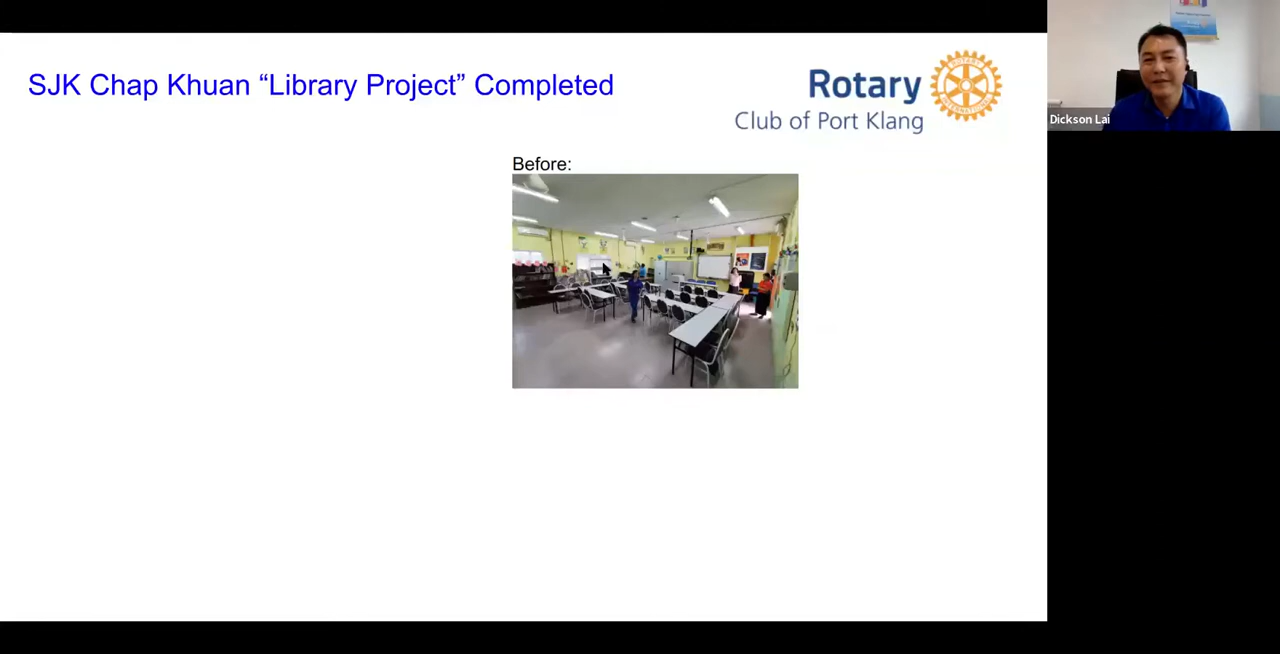 SJK Chap Khuan “Library Project” Completed
Rotary
Club of Port Klang
Before:
Dickson Lai